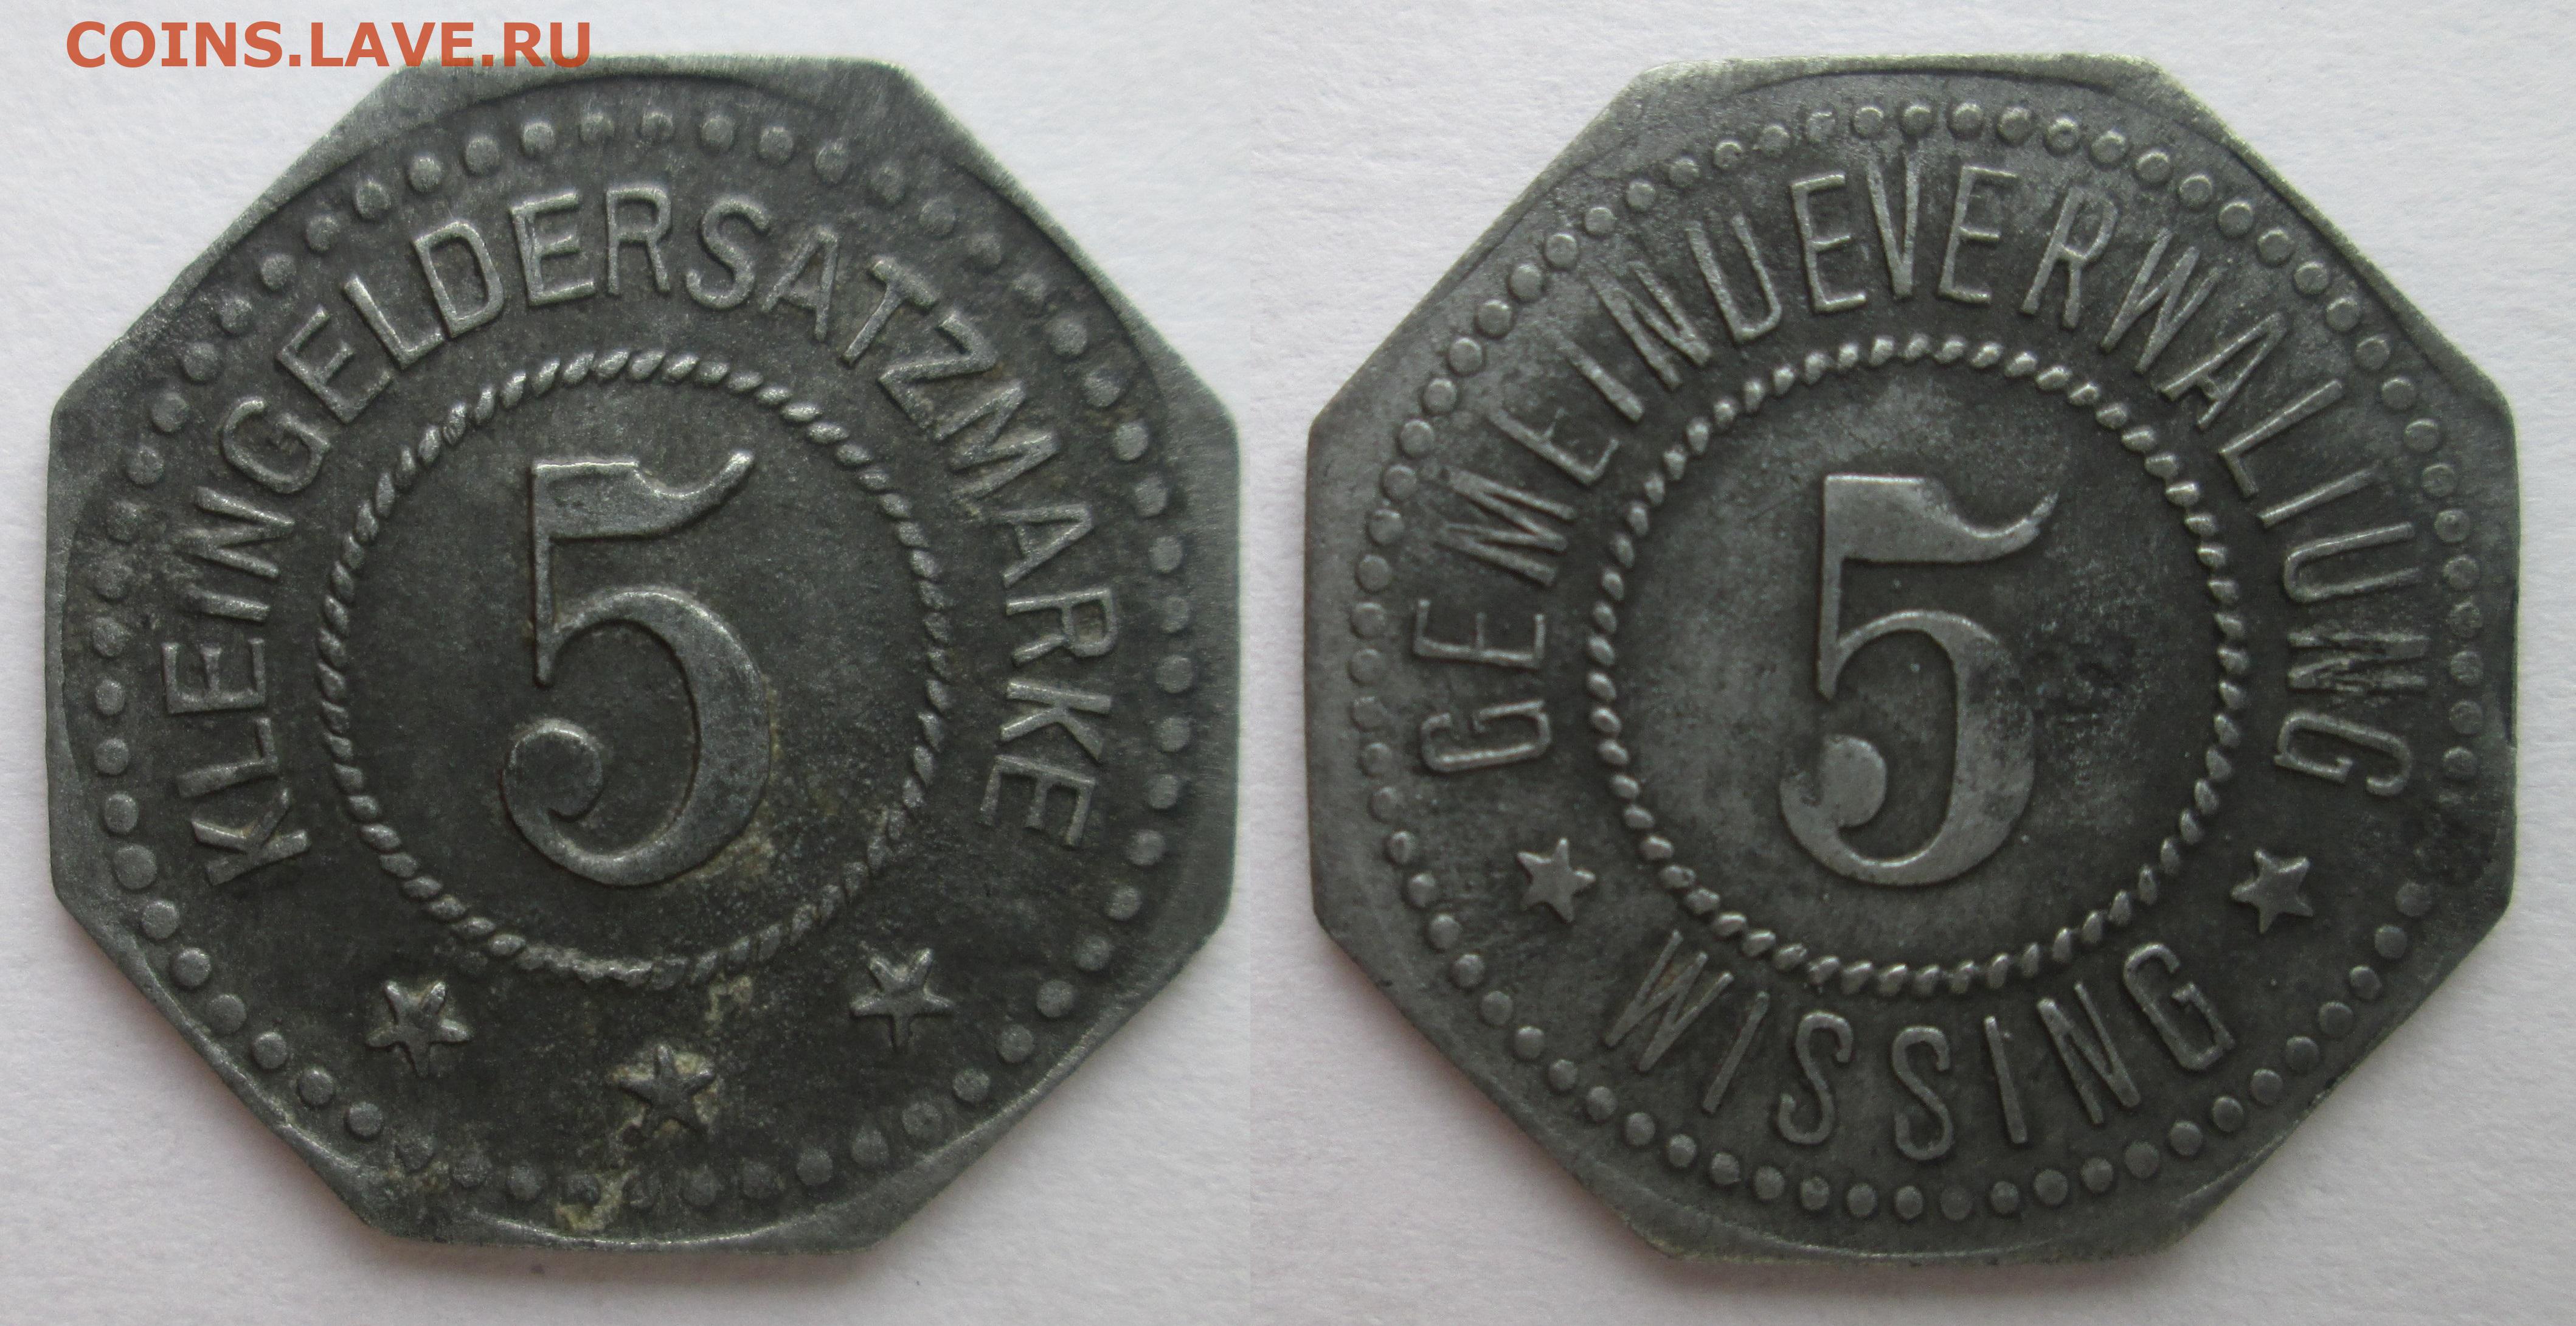 COINS.LAVE.RU
KLEINGELDERSATZMARKE
5
GEMEINDEVERWALTUNG
5
WISSING